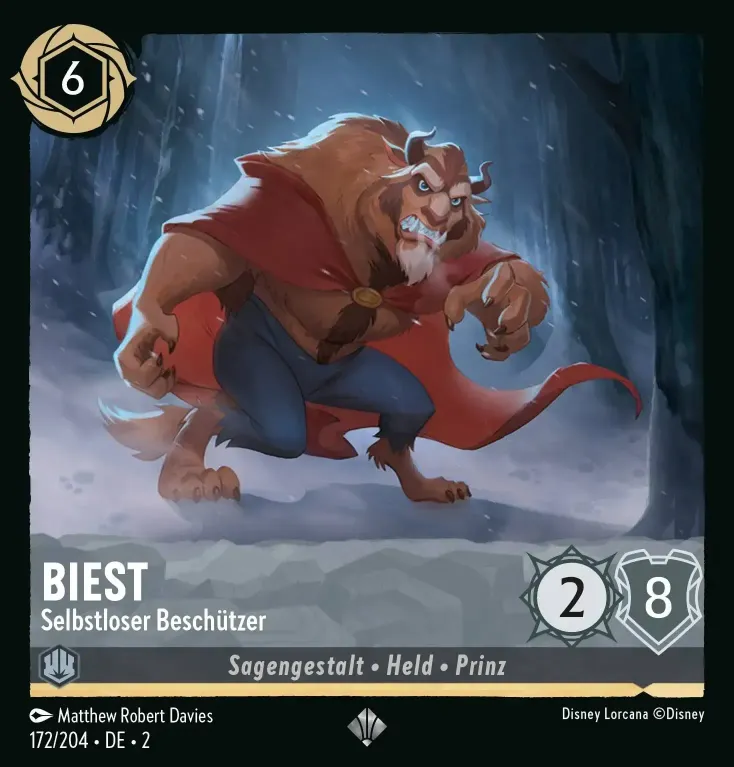 6
BIEST
Selbstloser Beschützer
2
8
Sagengestalt • Held • Prinz
Matthew Robert Davies
Disney Lorcana ©Disney
172/204 • DE • 2